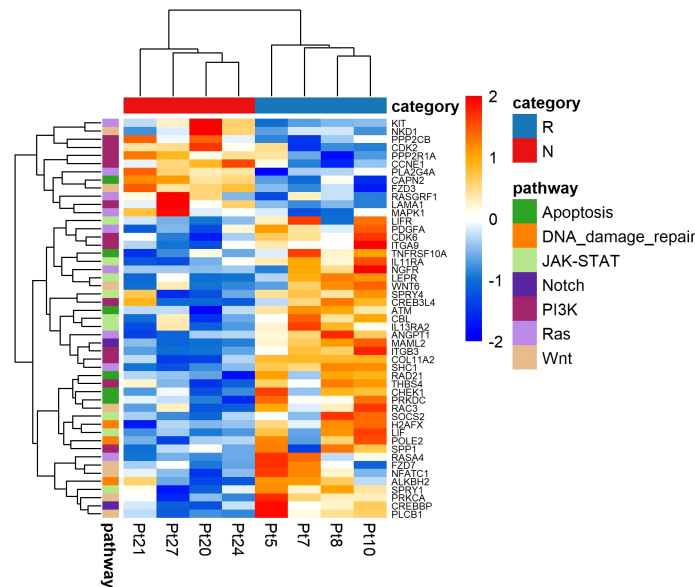 category
KIT
NKD1
PPP2CB
CDK2
PPP2R1A
CCNE1
PLA2G4A
CAPN2
FZD3
RASGRF1
LAMA1
MAPK1
LIFR
PDGFA
CDK6
ITGA9
TNFRSF10A
IL11RA
NGFR
LEPR
WNT6
SPRY4
CREB3L4
ATM
CBL
IL13RA2
ANGPT1
MAML2
ITGB3
COL11A2
SHC1
RAD21
THBS4
CHEK1
PRKDC
RAC3
SOCS2
H2AFX
LIF
POLE2
SPP1
RASA4
FZD7
NFATC1
ALKBH2
SPRY1
PRKCA
CREBBP
PLCB1
pathway
Pt21
Pt27
Pt20
Pt24
Pt5
Pt7
Pt8
Pt10
2
1
0
-1
-2
category
R
N
pathway
Apoptosis
DNA_damage_repair
JAK-STAT
Notch
PI3K
Ras
Wnt